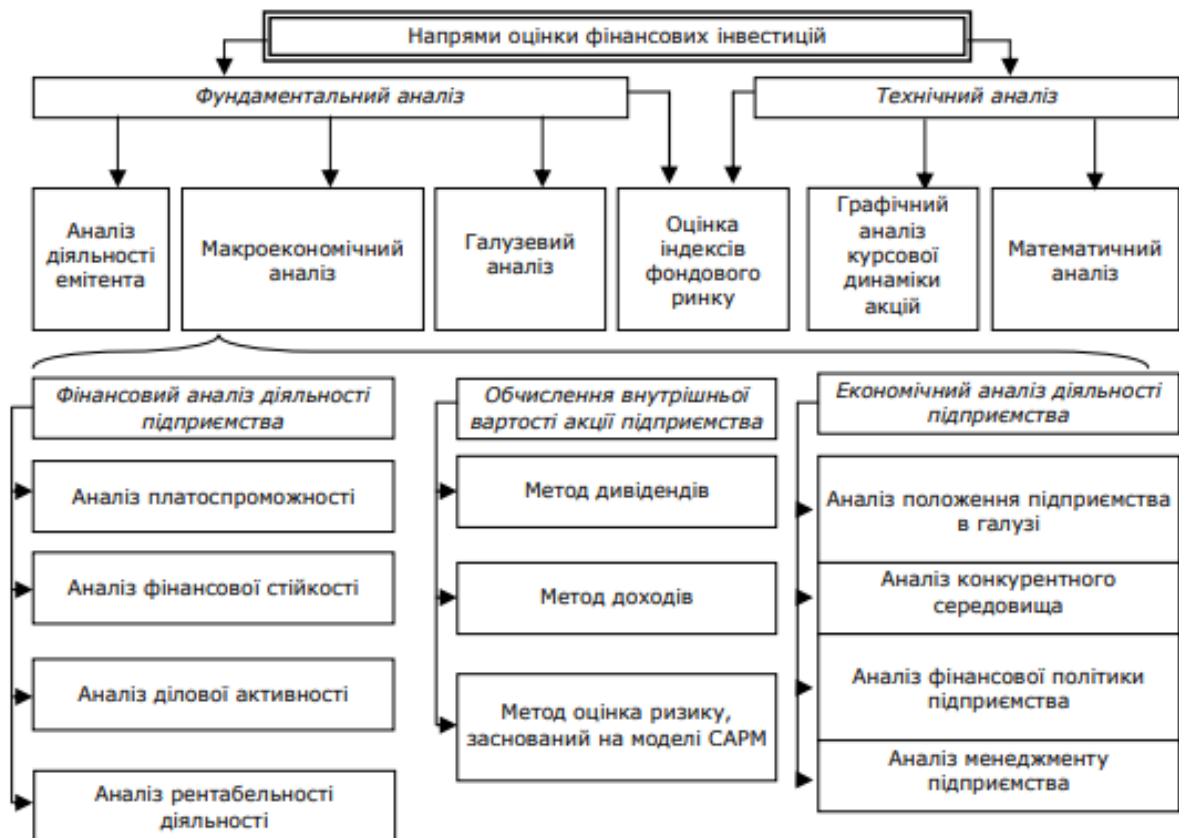 Напрями оцінки фінансових інвестицій
Фундаментальний аналіз
Технічний аналіз
Аналіз
діяльності
емітента
Макроекономічний
аналіз
Галузевий
аналіз
Оцінка
індексів
фондового
ринку
Графічний
аналіз
курсової
динаміки
акцій
Математичний
аналіз
Фінансовий аналіз діяльності
підприємства
Аналіз платоспроможності
Аналіз фінансової стійкості
Аналіз ділової активності
Аналіз рентабельності
діяльності
Обчислення внутрішньої
вартості акції підприємства
Метод дивідендів
Метод доходів
Метод оцінка ризику,
заснований на моделі САРМ
Економічний аналіз діяльності
підприємства
Аналіз положення підприємства
в галузі
Аналіз конкурентного
середовища
Аналіз фінансової політики
підприємства
Аналіз менеджменту
підприємства